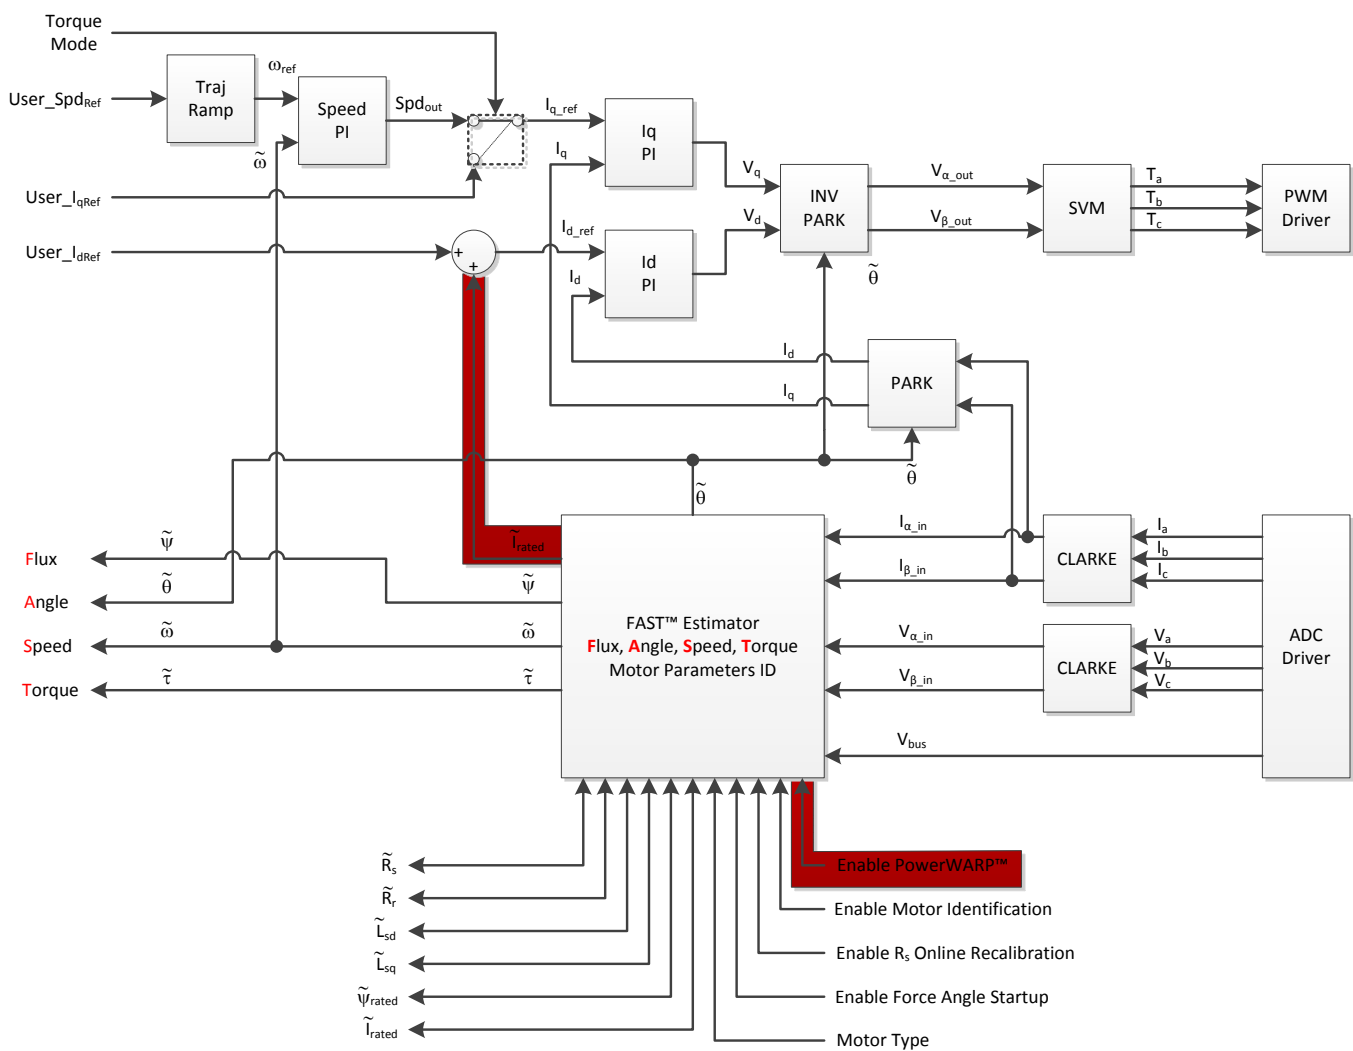 Torque
Mode
User_SpdRef
Traj
Ramp
ωref
Speed
PI
Spdout
ω̃
Iq_ref
Iq
Iq
PI
Vq
User_IqRef
User_IdRef
+
+
Id_ref
Id
Id
PI
Vd
INV
PARK
θ̃
Vα_out
Vβ_out
SVM
Ta
Tb
Tc
PWM
Driver
Id
Iq
PARK
θ̃
θ̃
Ĩrated
Flux
ψ̃
ψ̃
Angle
θ̃
Speed
ω̃
ω̃
Torque
τ̃
τ̃
FAST™ Estimator
Flux, Angle, Speed, Torque
Motor Parameters ID
Iα_in
Iβ_in
CLARKE
Ia
Ib
Ic
Vα_in
Vβ_in
CLARKE
Va
Vb
Vc
Vbus
ADC
Driver
R̃s
R̃r
L̃sd
L̃sq
ψ̃rated
Ĩrated
Enable PowerWARP™
Enable Motor Identification
Enable Rs Online Recalibration
Enable Force Angle Startup
Motor Type